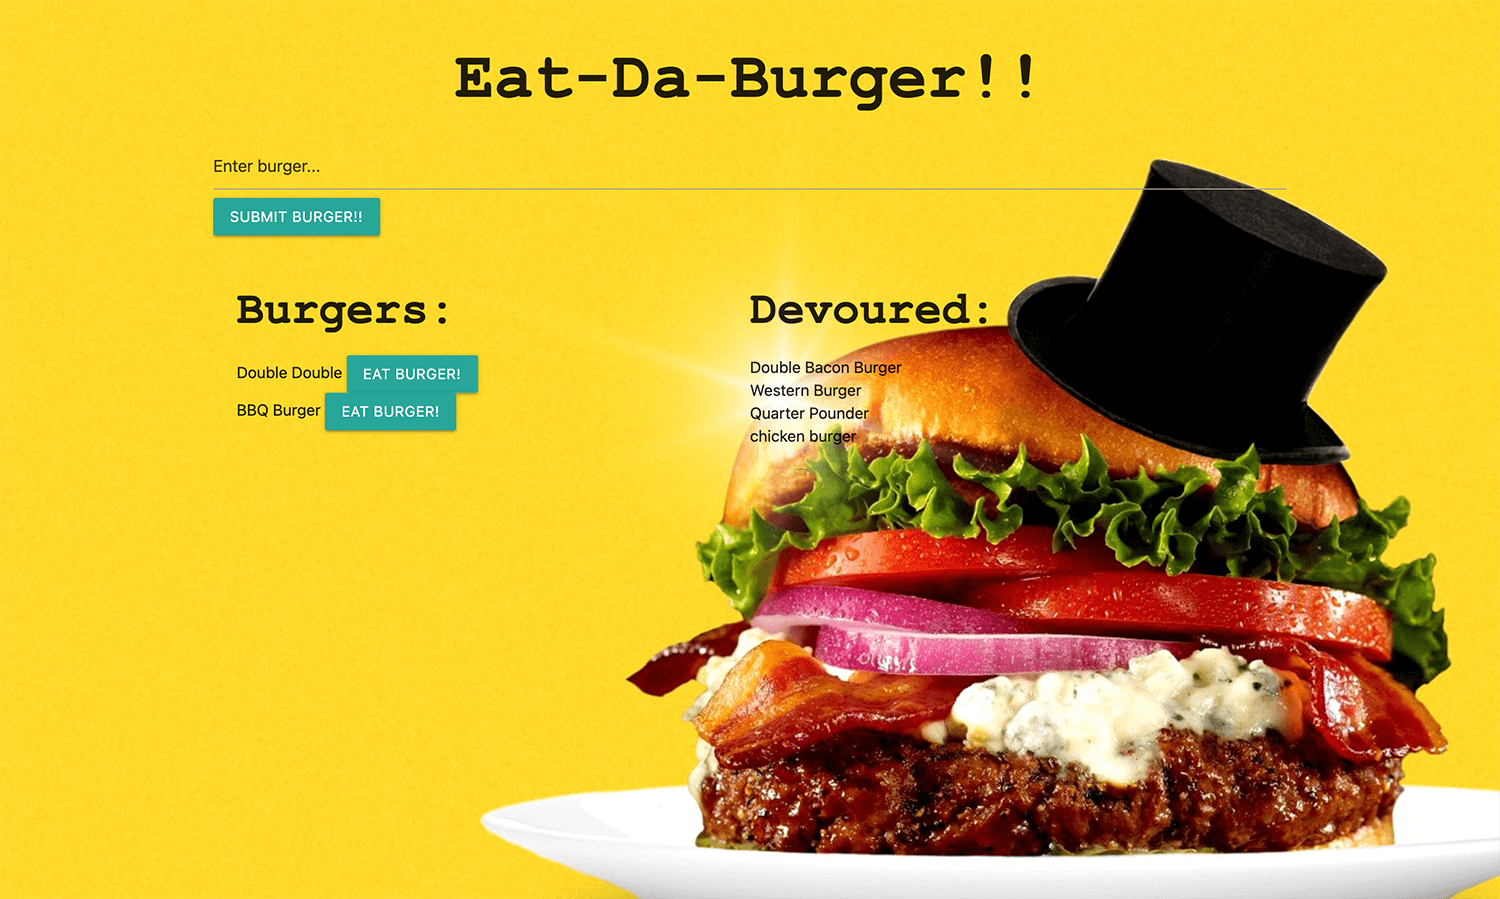 Eat-Da-Burger!!
Enter burger...
SUBMIT BURGER!!
Burgers:
Double Double EAT BURGER!
BBQ Burger EAT BURGER!
Devoured:
Double Bacon Burger
Western Burger
Quarter Pounder
chicken burger